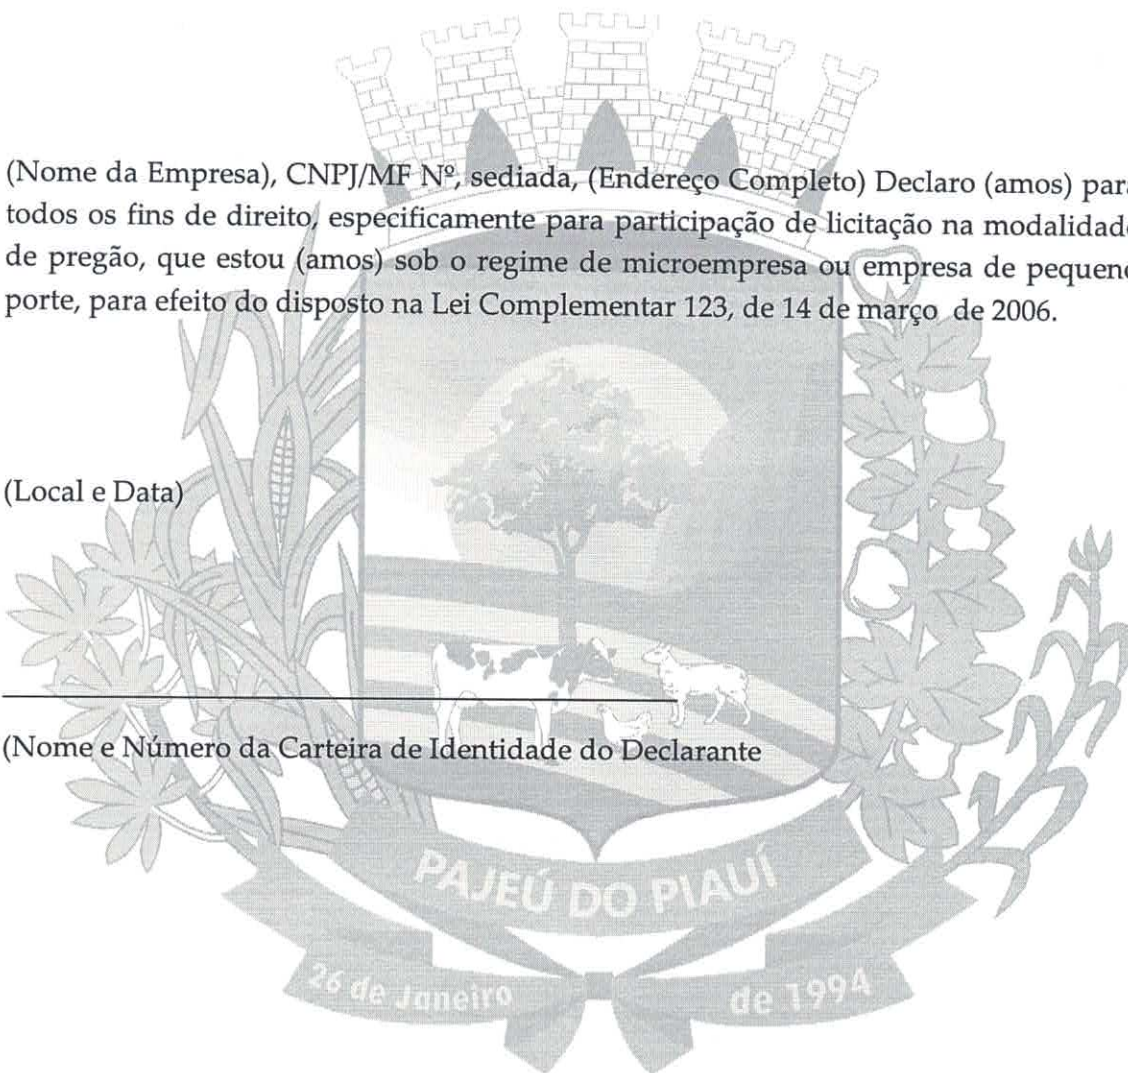 (Nome da Empresa), CNPJ/MF Nº, sediada, (Endereço Completo) Declaro (amos) para
todos os fins de direito, especificamente para participação de licitação na modalidade
de pregão, que estou (amos) sob o regime de microempresa ou empresa de pequeno
porte, para efeito do disposto na Lei Complementar 123, de 14 de março de 2006.
(Local e Data)
(Nome e Número da Carteira de Identidade do Declarante
PAJEÚ DO PIAUÍ
26 de Janeiro de 1994